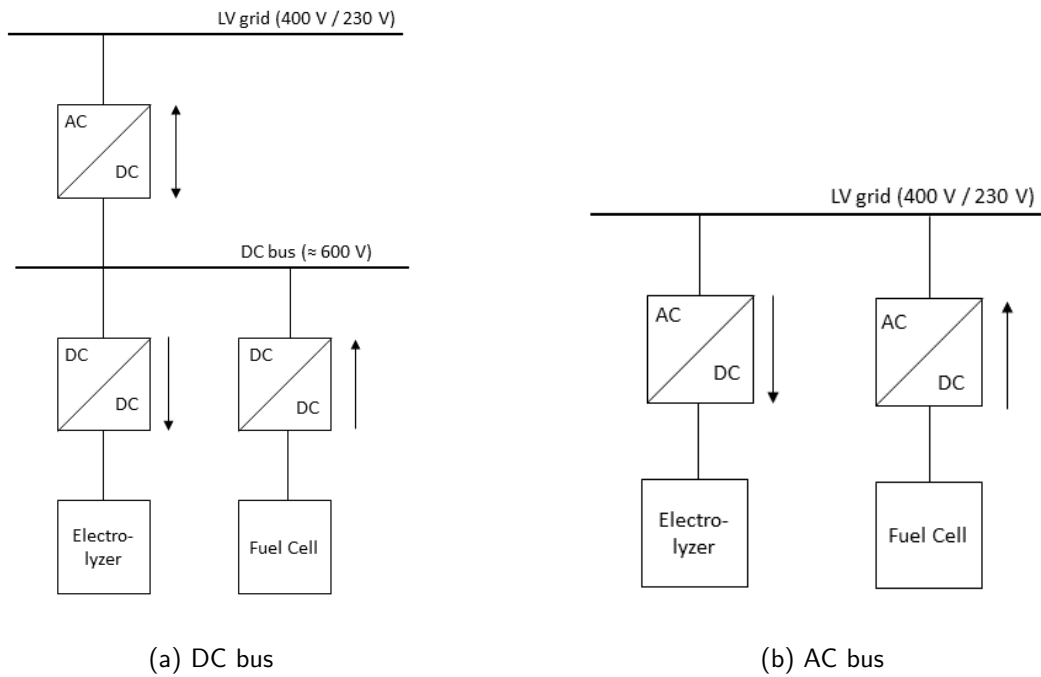 LV grid (400 V / 230 V)
AC
DC
DC bus (≈ 600 V)
DC
DC
DC
DC
Electro-
lyzer
Fuel Cell
(a) DC bus
LV grid (400 V / 230 V)
AC
DC
AC
DC
Electro-
lyzer
Fuel Cell
(b) AC bus